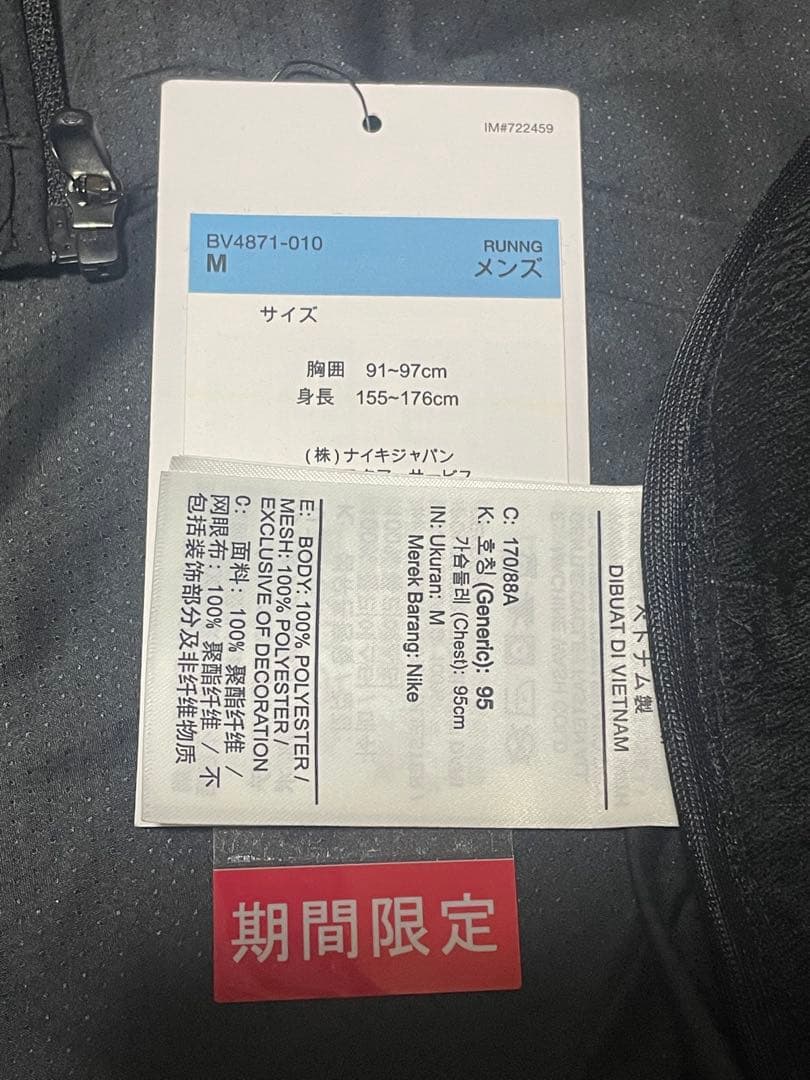 IM#722459
BV4871-010
M
RUNNG
メンズ
サイズ
胸囲 91~97cm
身長 155~176cm
(株)ナイキジャパン
トナム製
DIBUAT DI VIETNAM
C: 170/88A
K: 호칭 (Generic): 95
가슴둘레 (Chest): 95cm
IN: Ukuran: M
Merek Barang: Nike
E: BODY: 100% POLYESTER /
MESH: 100% POLYESTER /
EXCLUSIVE OF DECORATION
C: 面料: 100% 聚酯纤维 /
网眼布: 100% 聚酯纤维 / 不
包括装饰部分及非纤维物质
期間限定